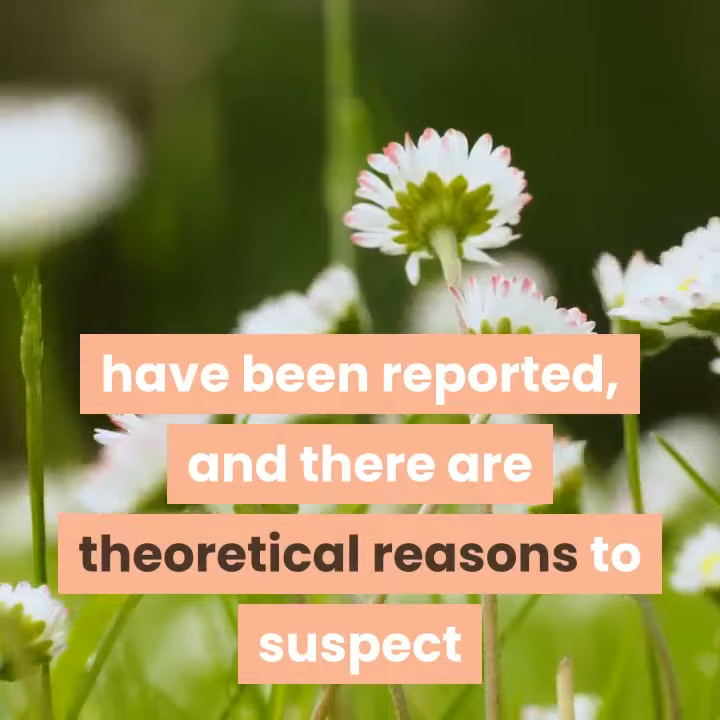 have been reported,
and there are
theoretical reasons to
suspect